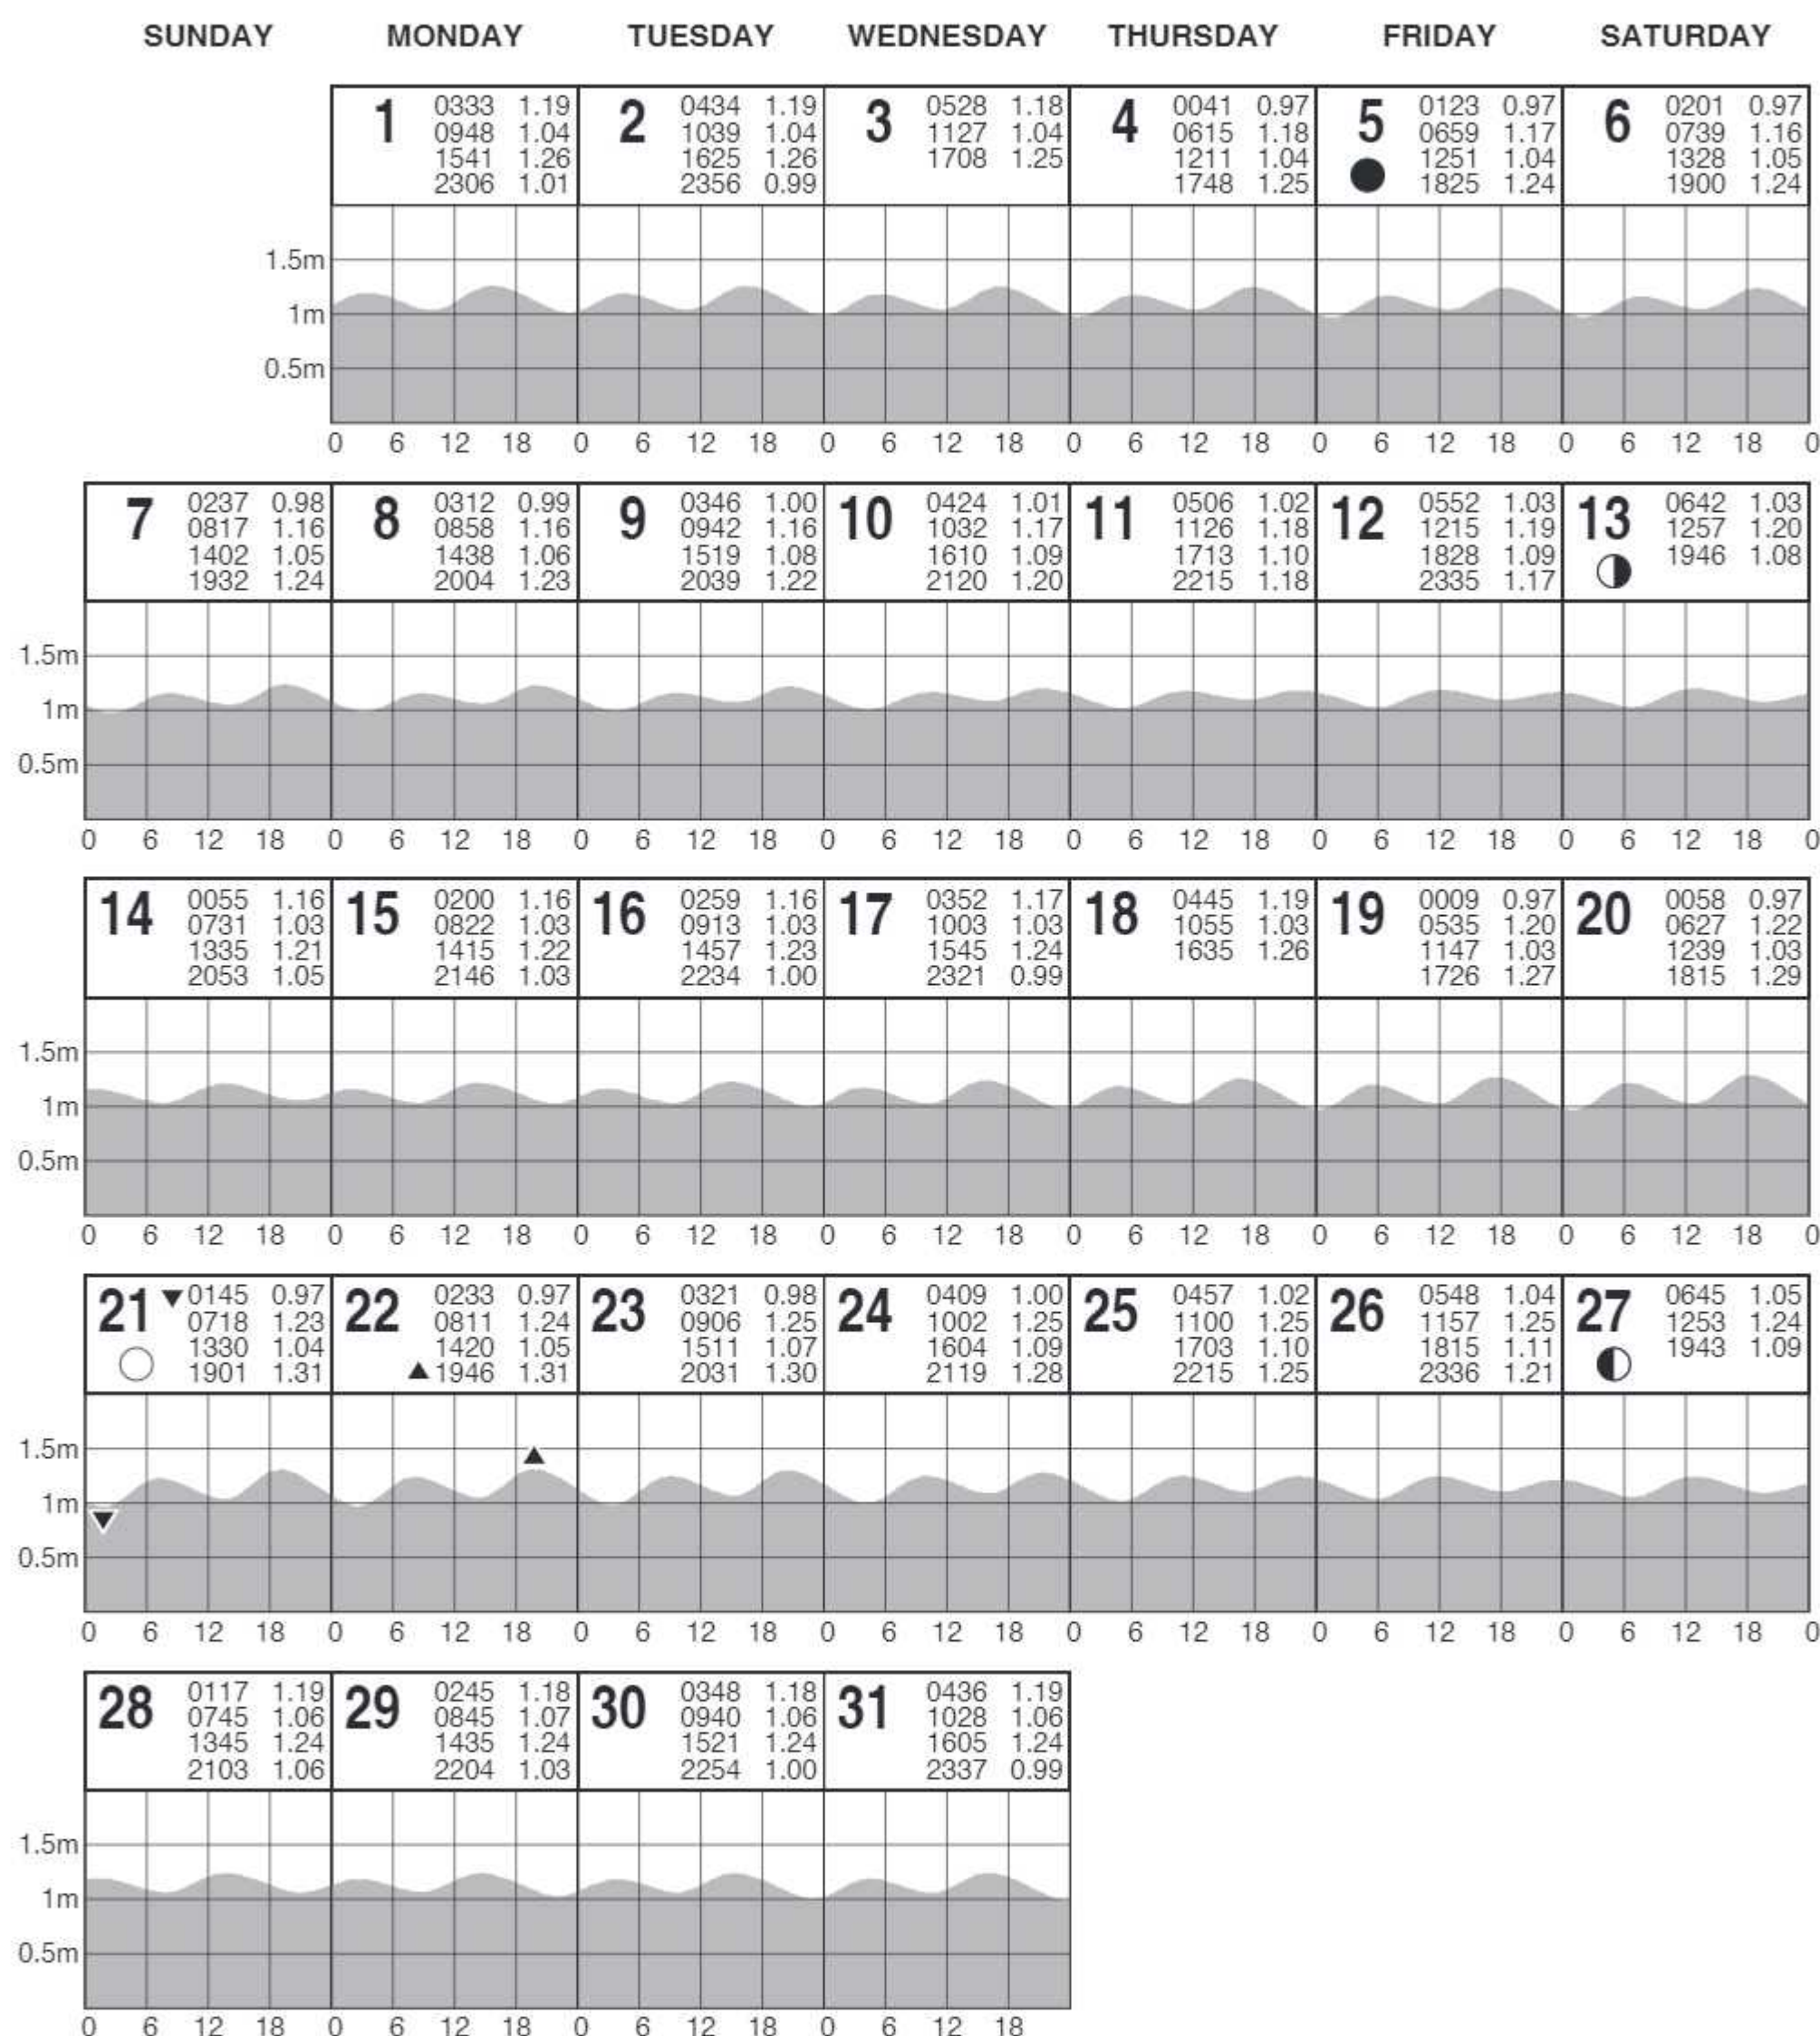 SUNDAY MONDAY TUESDAY WEDNESDAY THURSDAY FRIDAY SATURDAY
1 0333 1.19
0948 1.04
1541 1.26
2306 1.01
2 0434 1.19
1039 1.04
1625 1.26
2356 0.99
3 0528 1.18
1127 1.04
1708 1.25
4 0041 0.97
0615 1.18
1211 1.04
1748 1.25
5 0123 0.97
0659 1.17
1251 1.04
1825 1.24
6 0201 0.97
0739 1.16
1328 1.05
1900 1.24
1.5m
1m
0.5m
0 6 12 18 0 6 12 18 0 6 12 18 0 6 12 18 0 6 12 18 0 6 12 18 0
7 0237 0.98
0817 1.16
1402 1.05
1932 1.24
8 0312 0.99
0858 1.16
1438 1.06
2004 1.23
9 0346 1.00
0942 1.16
1519 1.08
2039 1.22
10 0424 1.01
1032 1.17
1610 1.09
2120 1.20
11 0506 1.02
1126 1.18
1713 1.10
2215 1.18
12 0552 1.03
1215 1.19
1828 1.09
2335 1.17
13 0642 1.03
1257 1.20
1946 1.08
1.5m
1m
0.5m
0 6 12 18 0 6 12 18 0 6 12 18 0 6 12 18 0 6 12 18 0 6 12 18 0 6 12 18 0
14 0055 1.16
0731 1.03
1335 1.21
2053 1.05
15 0200 1.16
0822 1.03
1415 1.22
2146 1.03
16 0259 1.16
0913 1.03
1457 1.23
2234 1.00
17 0352 1.17
1003 1.03
1545 1.24
2321 0.99
18 0445 1.19
1055 1.03
1635 1.26
19 0009 0.97
0535 1.20
1147 1.03
1726 1.27
20 0058 0.97
0627 1.22
1239 1.03
1815 1.29
1.5m
1m
0.5m
0 6 12 18 0 6 12 18 0 6 12 18 0 6 12 18 0 6 12 18 0 6 12 18 0 6 12 18 0
21 0145 0.97
0718 1.23
1330 1.04
1901 1.31
22 0233 0.97
0811 1.24
1420 1.05
1946 1.31
23 0321 0.98
0906 1.25
1511 1.07
2031 1.30
24 0409 1.00
1002 1.25
1604 1.09
2119 1.28
25 0457 1.02
1100 1.25
1703 1.10
2215 1.25
26 0548 1.04
1157 1.25
1815 1.11
2336 1.21
27 0645 1.05
1253 1.24
1943 1.09
1.5m
1m
0.5m
0 6 12 18 0 6 12 18 0 6 12 18 0 6 12 18 0 6 12 18 0 6 12 18 0 6 12 18 0
28 0117 1.19
0745 1.06
1345 1.24
2103 1.06
29 0245 1.18
0845 1.07
1435 1.24
2204 1.03
30 0348 1.18
0940 1.06
1521 1.24
2254 1.00
31 0436 1.19
1028 1.06
1605 1.24
2337 0.99
1.5m
1m
0.5m
0 6 12 18 0 6 12 18 0 6 12 18 0 6 12 18